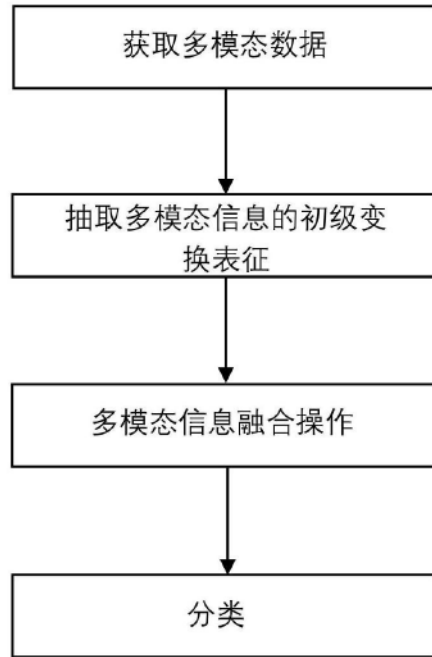 获取多模态数据
抽取多模态信息的初级变
换表征
多模态信息融合操作
分类